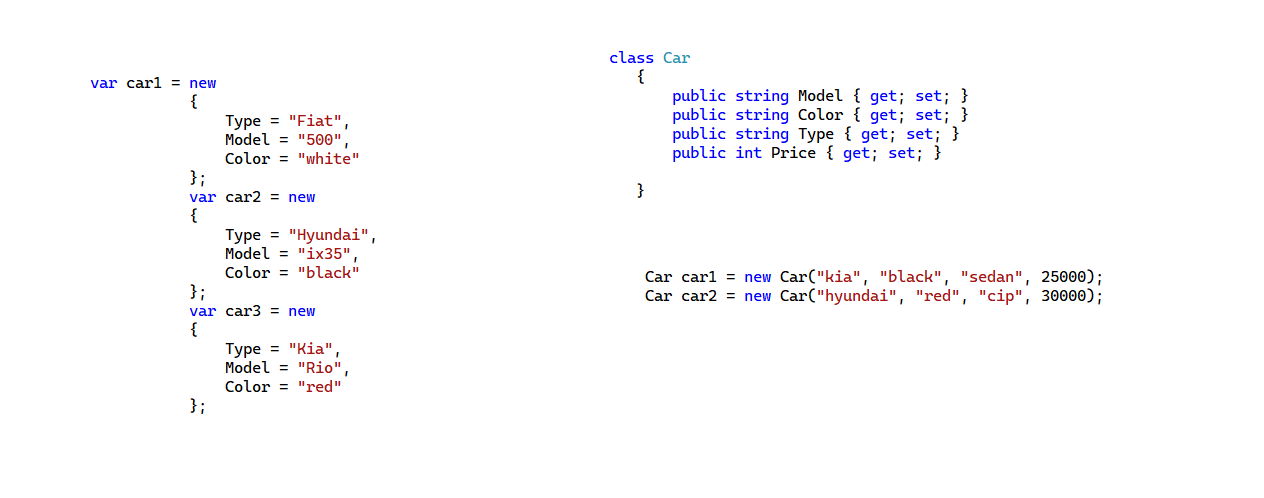 var car1 = new
{
Type = "Fiat",
Model = "500",
Color = "white"
};
var car2 = new
{
Type = "Hyundai",
Model = "ix35",
Color = "black"
};
var car3 = new
{
Type = "Kia",
Model = "Rio",
Color = "red"
};
class Car
{
public string Model { get; set; }
public string Color { get; set; }
public string Type { get; set; }
public int Price { get; set; }
}
Car car1 = new Car("kia", "black", "sedan", 25000);
Car car2 = new Car("hyundai", "red", "cip", 30000);